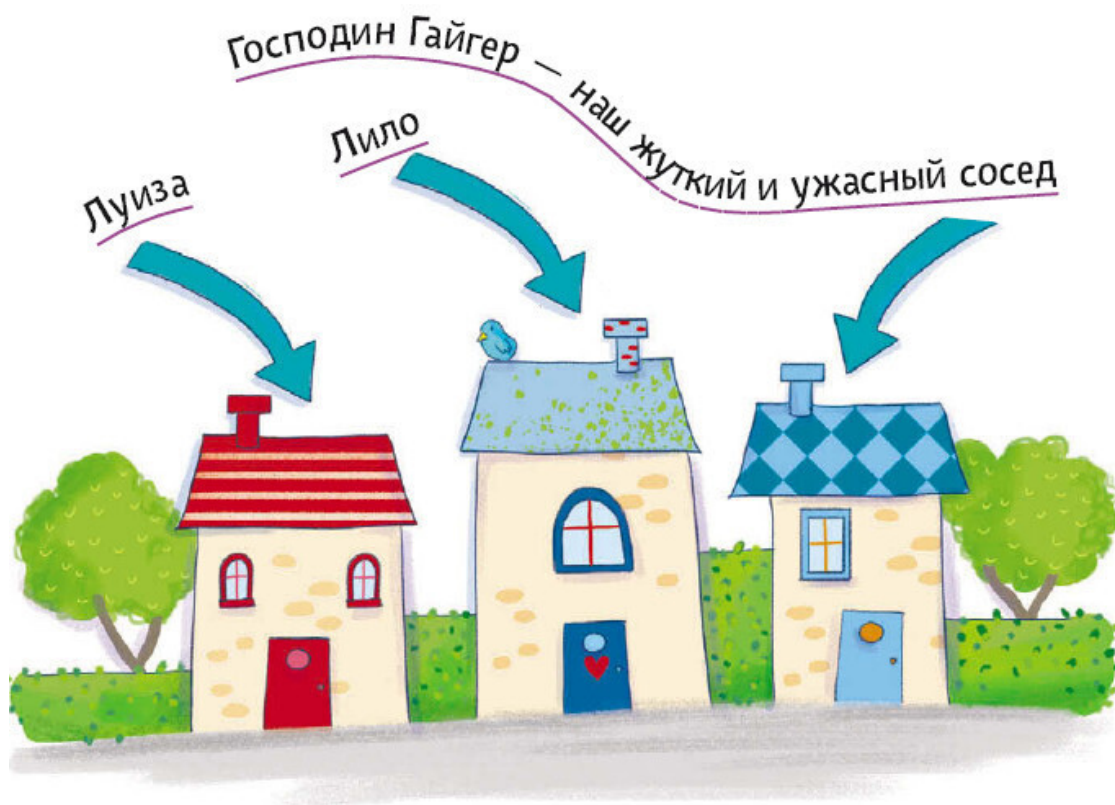 Господин Гайгер — наш жуткий и ужасный сосед
Лило
Луиза